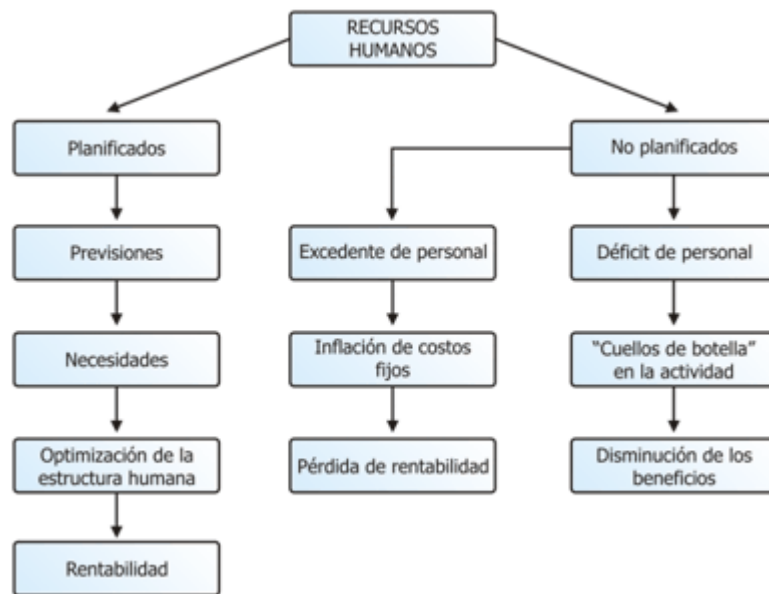 RECURSOS
HUMANOS
Planificados
No planificados
Previsiones
Excedente de personal
Déficit de personal
Necesidades
Inflación de costos
fijos
"Cuellos de botella"
en la actividad
Optimización de la
estructura humana
Pérdida de rentabilidad
Disminución de los
beneficios
Rentabilidad